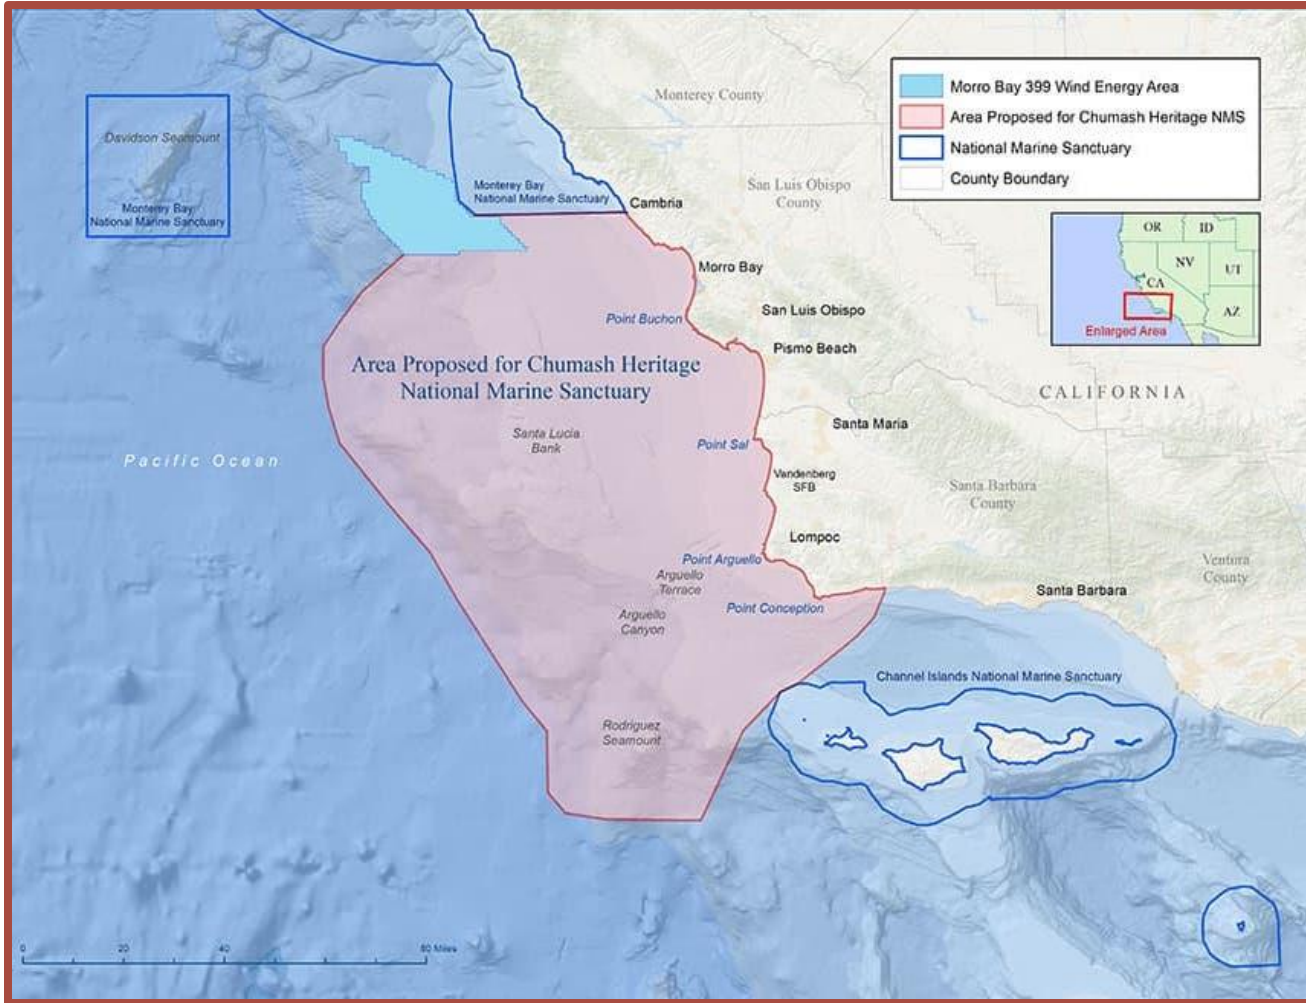 Morro Bay 399 Wind Energy Area
Area Proposed for Chumash Heritage NMS
National Marine Sanctuary
County Boundary
Monterey County
Davidson Seamount
Monterey Bay
National Marine Sanctuary
Monterey Bay
National Marine Sanctuary
Cambria
San Luis Obispo
County
OR
ID
NV
UT
CA
AZ
Enlarged Area
Morro Bay
Point Buchon
San Luis Obispo
Pismo Beach
Area Proposed for Chumash Heritage
National Marine Sanctuary
CALIFORNIA
Santa Lucia
Bank
Point Sal
Santa Maria
Pacific Ocean
Vandenberg
SFB
Santa Barbara
County
Lompoc
Point Arguello
Arguello
Terrace
Ventura
County
Santa Barbara
Point Conception
Arguello
Canyon
Channel Islands National Marine Sanctuary
Rodriguez
Seamount
0 20 40 80 Miles